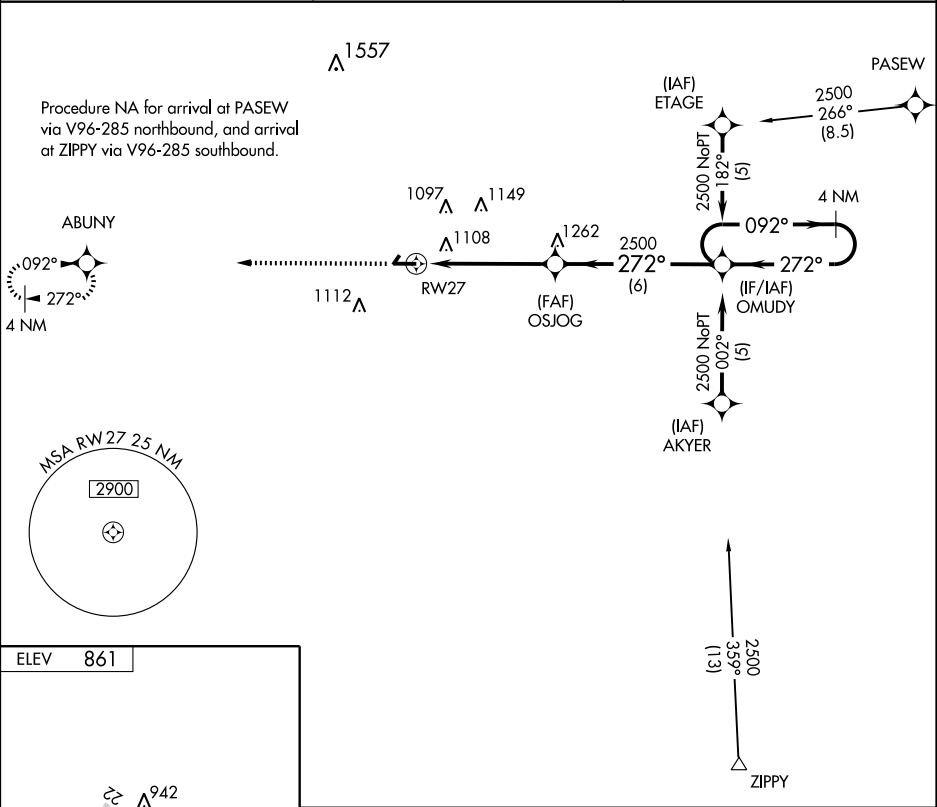 1557
Procedure NA for arrival at PASEW
via V96-285 northbound, and arrival
at ZIPPY via V96-285 southbound.
PASEW
2500
266°
(8.5)
(IAF)
ETAGE
2500 NoPT
182°
(5)
4 NM
092°
272°
(IF/IAF)
OMUDY
1097
1149
1108
1262
2500
272°
(6)
ABUNY
092°
272°
4 NM
RW27
1112
(FAF)
OSJOG
2500 NoPT
002°
(5)
(IAF)
AKYER
MSA RW 27 25 NM
2900
2500
359°
(13)
ZIPPY
ELEV 861
22
942